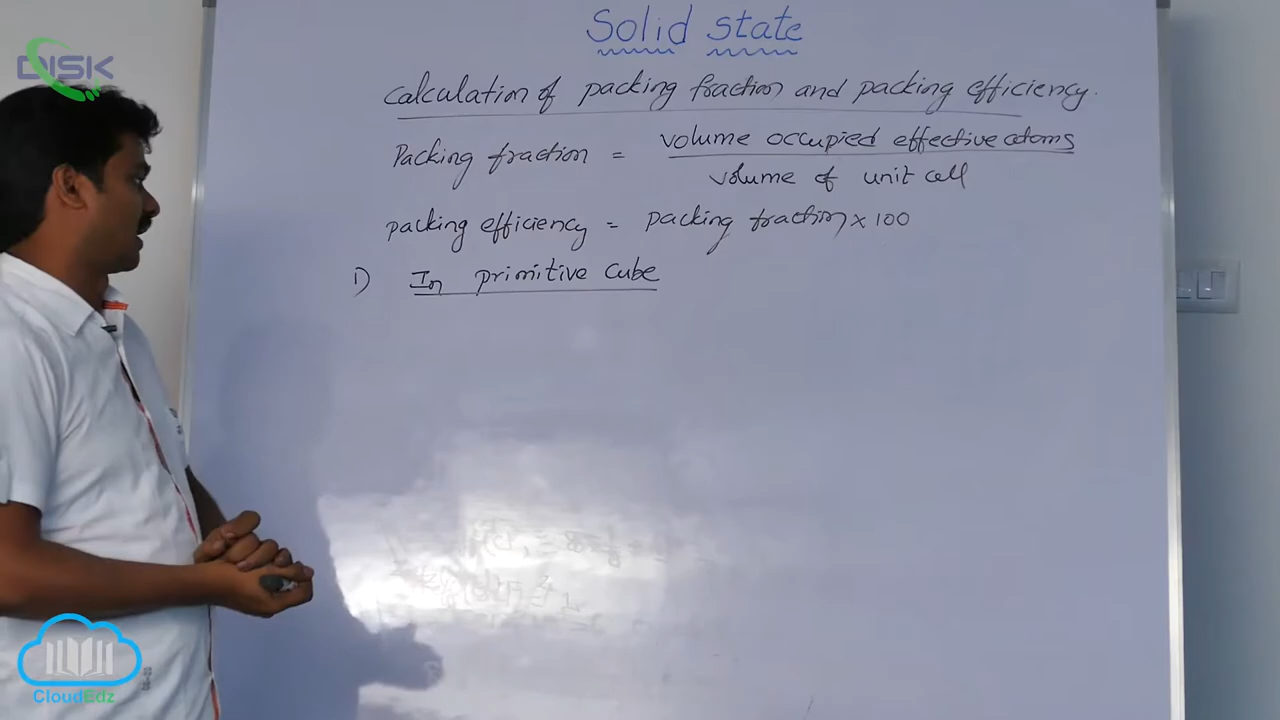 DISK
Solid state
Calculation of packing fraction and packing efficiency.
Packing fraction = volume occupied effective atoms
volume of unit cell
packing efficiency = packing fraction × 100
1) In primitive cube
CloudEdz